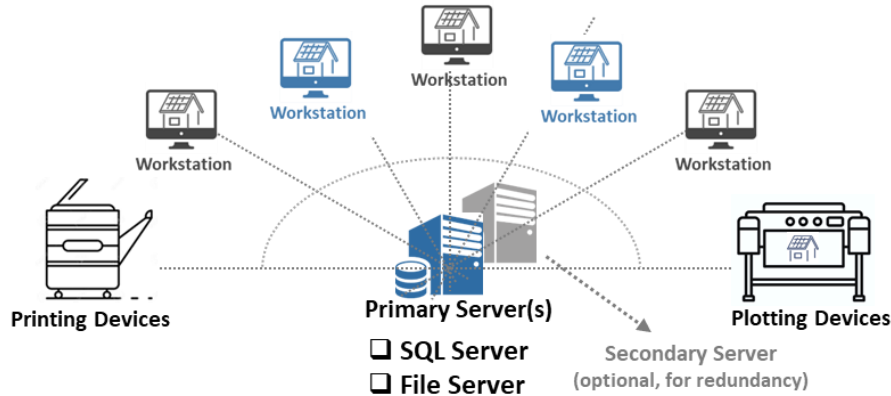 Workstation
Workstation
Workstation
Workstation
Workstation
Printing Devices
Primary Server(s)
Plotting Devices
❑ SQL Server
❑ File Server
Secondary Server
(optional, for redundancy)